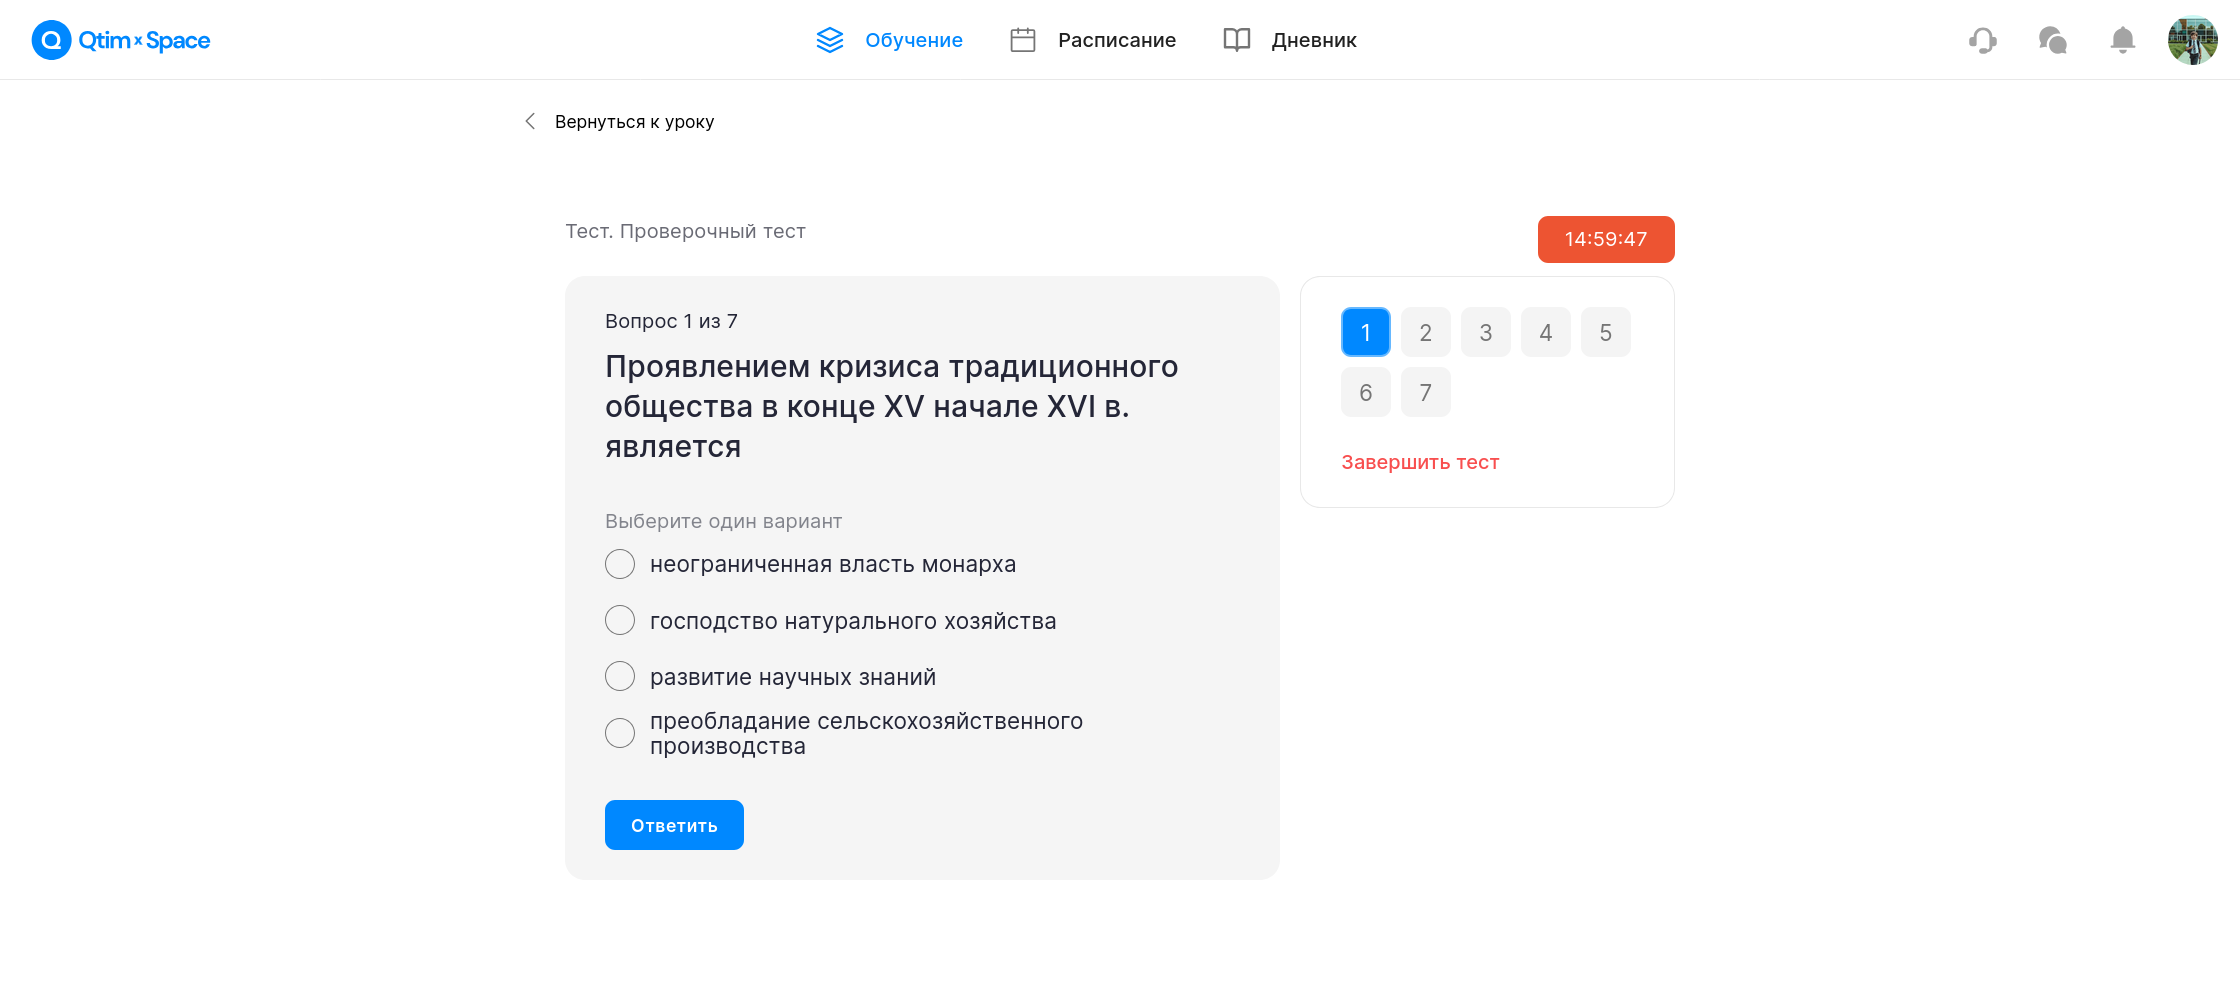 Qtim x Space
Обучение
Расписание
Дневник
Вернуться к уроку
Тест. Проверочный тест
14:59:47
Вопрос 1 из 7
Проявлением кризиса традиционного
общества в конце XV начале XVI в.
является
Выберите один вариант
неограниченная власть монарха
господство натурального хозяйства
развитие научных знаний
преобладание сельскохозяйственного
производства
Ответить
1 2 3 4 5
6 7
Завершить тест